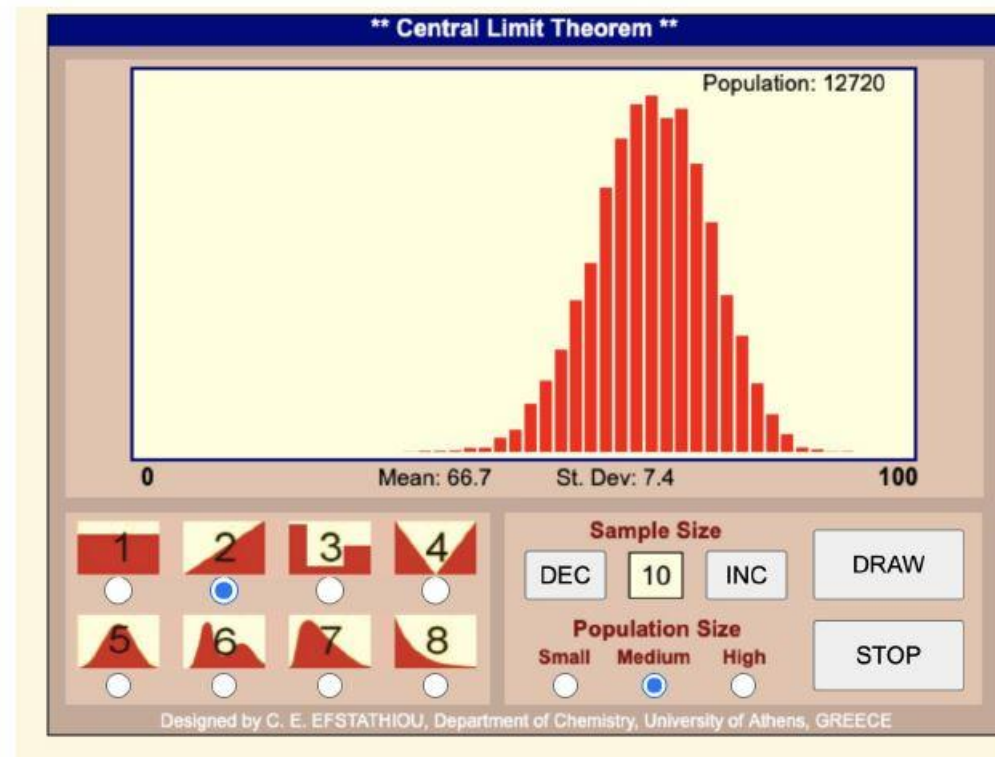 ** Central Limit Theorem **
Population: 12720
0 Mean: 66.7 St. Dev: 7.4 100
1 2 3 4
5 6 7 8
Sample Size
DEC 10 INC
Population Size
Small Medium High
DRAW
STOP
Designed by C. E. EFSTATHIOU, Department of Chemistry, University of Athens, GREECE